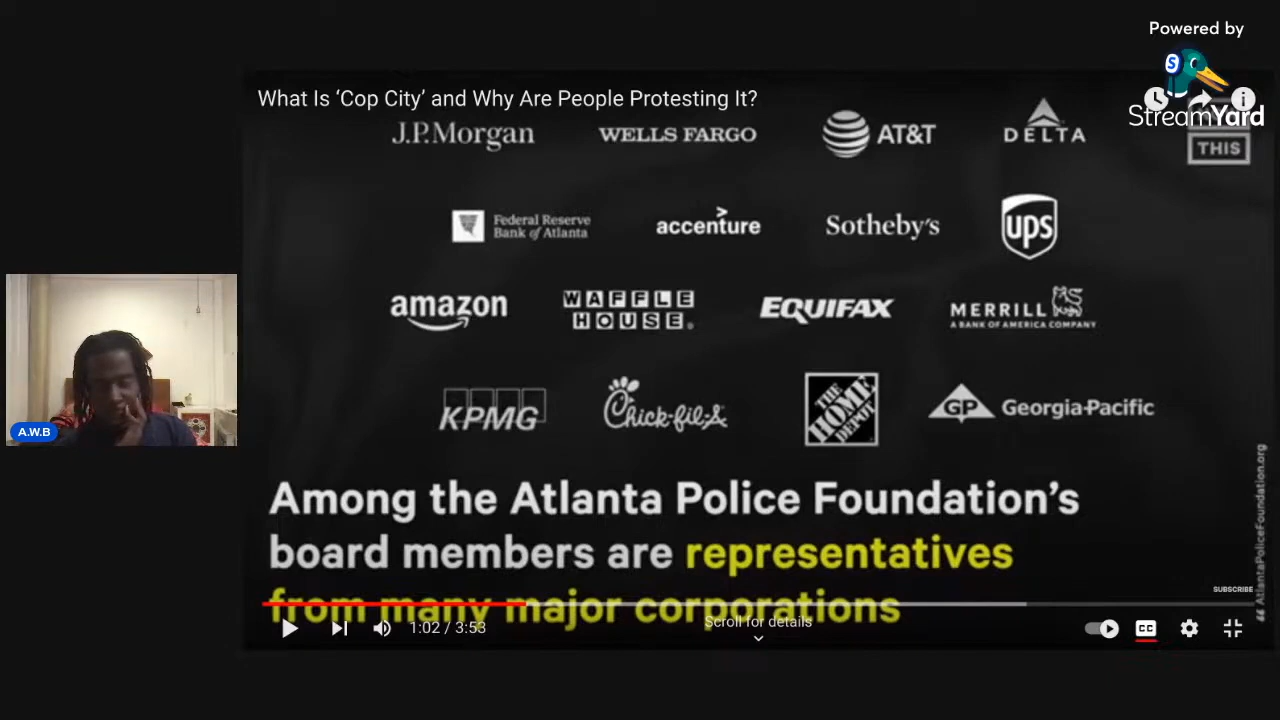 Powered by
StreamYard
What Is ‘Cop City’ and Why Are People Protesting It?
THIS
J.P.Morgan
WELLS FARGO
AT&T
DELTA
Federal Reserve
Bank of Atlanta
accenture
Sotheby's
ups
amazon
WAFFLE
HOUSE
EQUIFAX
MERRILL
A BANK OF AMERICA COMPANY
KPMG
Chick-fil-A
THE
HOME
DEPOT
GP Georgia-Pacific
A.W.B
Among the Atlanta Police Foundation’s
board members are representatives
from many major corporations
AtlantaPoliceFoundation.org
SUBSCRIBE
Scroll for details
1:02 / 3:53
CC